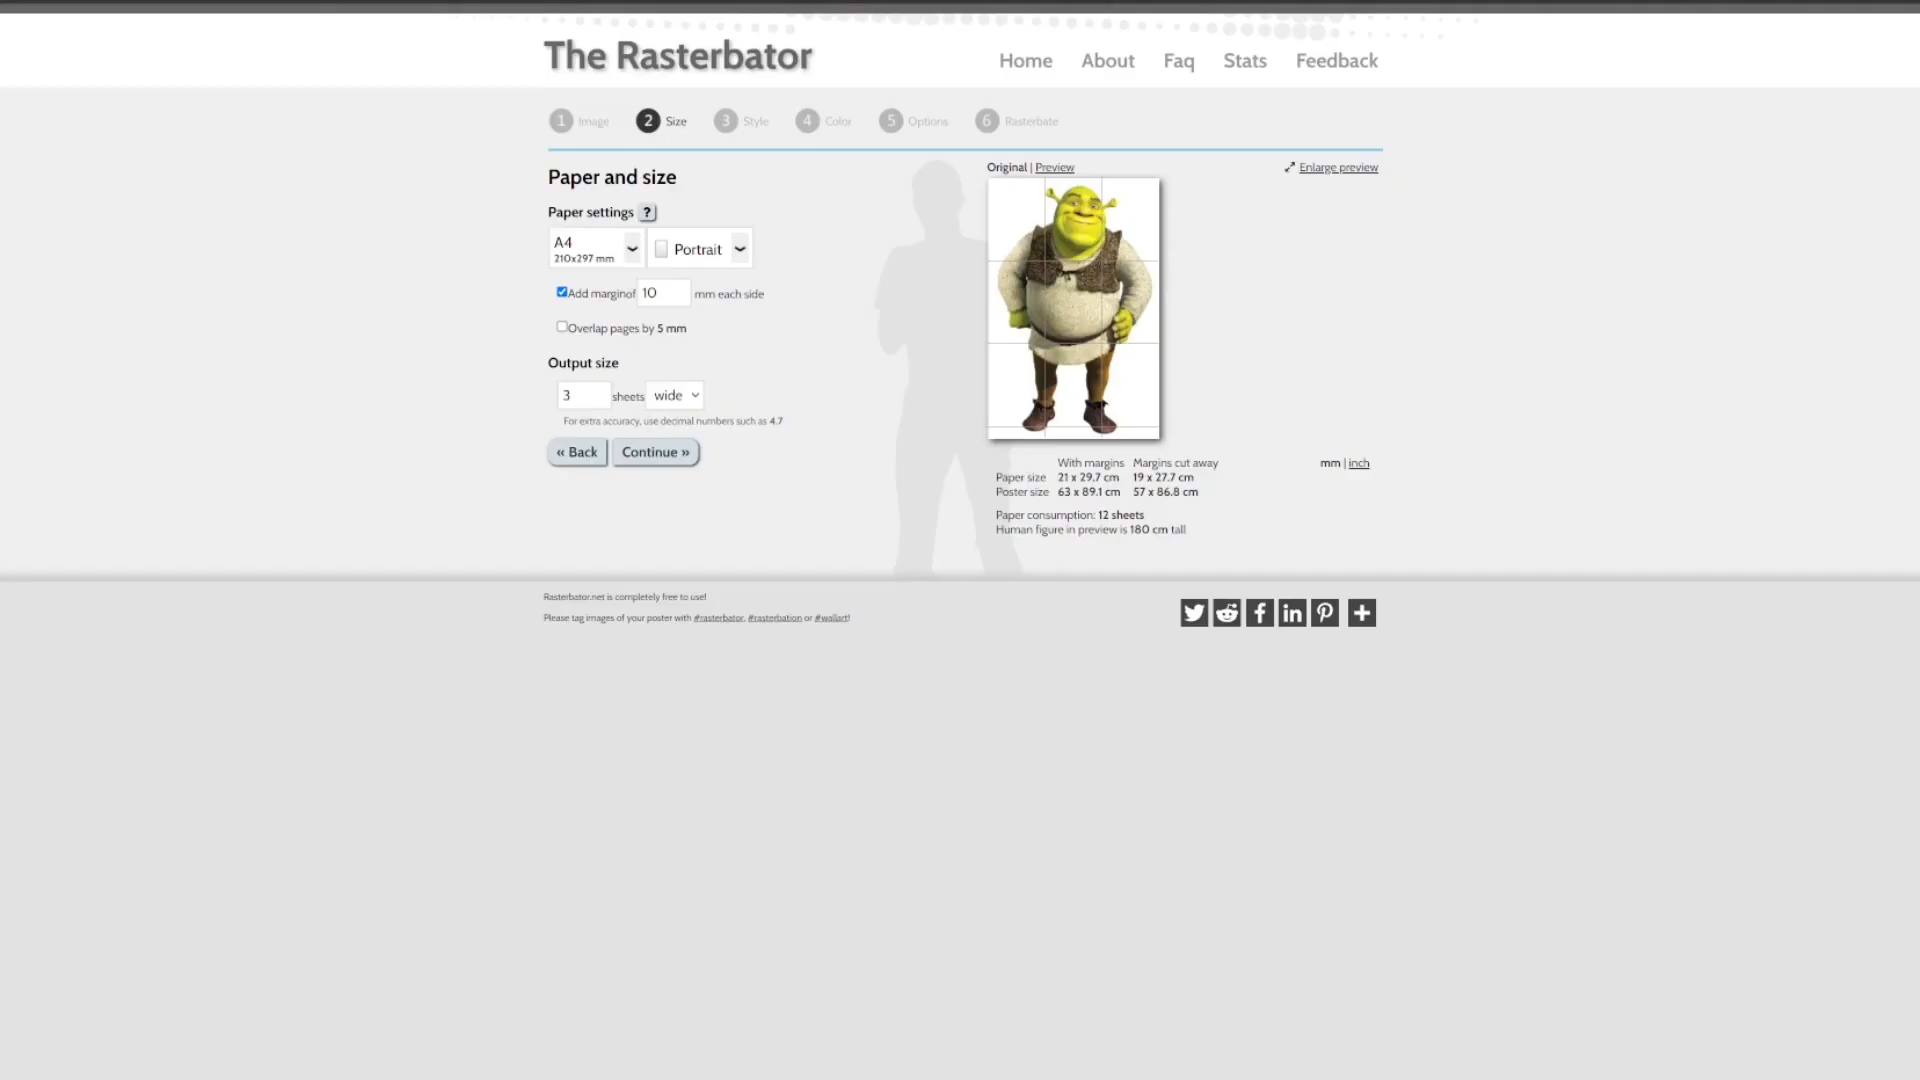 The Rasterbator
Home About Faq Stats Feedback
1 Image 2 Size 3 Style 4 Color 5 Options 6 Rasterbate
Paper and size
Paper settings ?
A4
210x297 mm
Portrait
Add marginof 10 mm each side
Overlap pages by 5 mm
Output size
3 sheets wide
For extra accuracy, use decimal numbers such as 4.7
« Back Continue »
Original | Preview
Enlarge preview
With margins Margins cut away
mm | inch
Paper size 21 x 29.7 cm 19 x 27.7 cm
Poster size 63 x 89.1 cm 57 x 86.8 cm
Paper consumption: 12 sheets
Human figure in preview is 180 cm tall
Rasterbator.net is completely free to use!
Please tag images of your poster with #rasterbator, #rasterbation or #wallart!